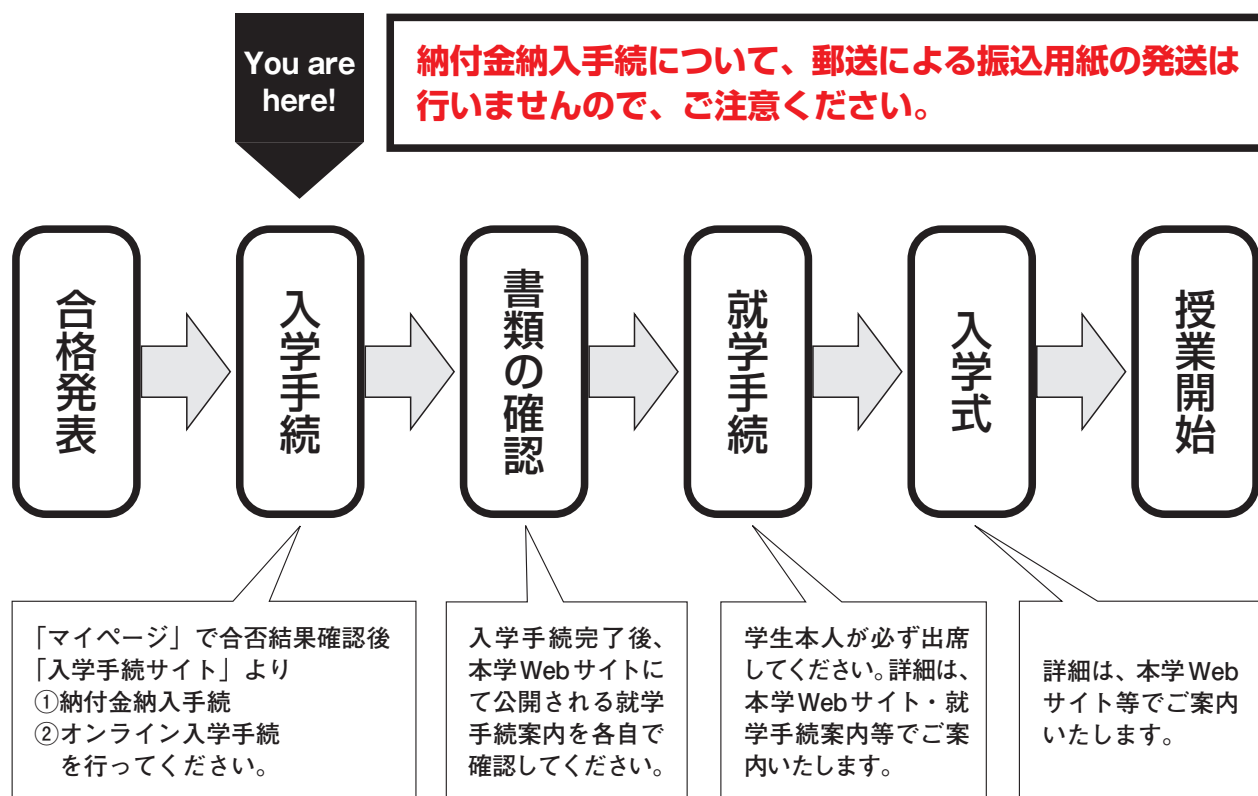 You are
here!
納付金納入手続について、郵送による振込用紙の発送は
行いませんので、ご注意ください。
合格発表
入学手続
書類の確認
就学手続
入学式
授業開始
「マイページ」で合否結果確認後
「入学手続サイト」より
①納付金納入手続
②オンライン入学手続
を行ってください。
入学手続完了後、
本学Webサイトに
て公開される就学
手続案内を各自で
確認してください。
学生本人が必ず出席
してください。詳細は、
本学Webサイト・就
学手続案内等でご案
内いたします。
詳細は、本学Web
サイト等でご案内
いたします。